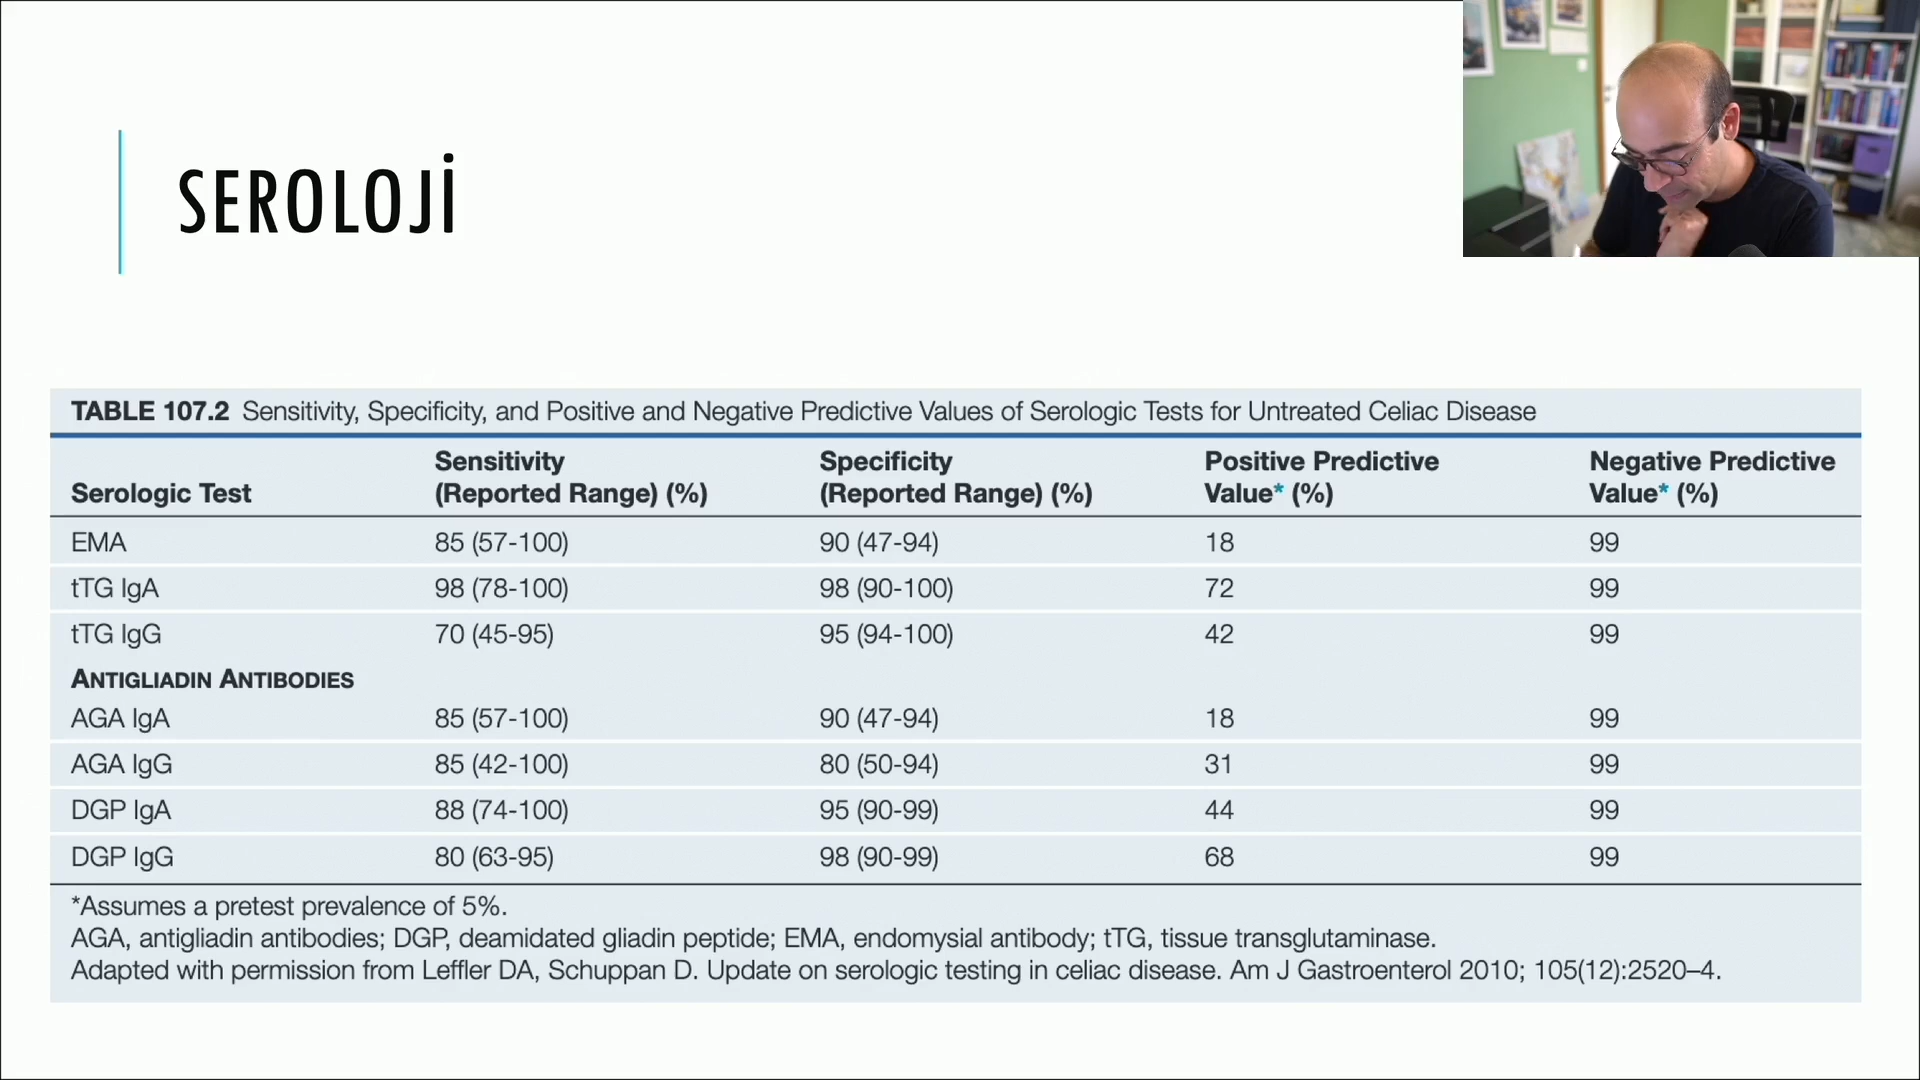 SEROLOJİ
TABLE 107.2 Sensitivity, Specificity, and Positive and Negative Predictive Values of Serologic Tests for Untreated Celiac Disease
Serologic Test Sensitivity (Reported Range) (%) Specificity (Reported Range) (%) Positive Predictive Value* (%) Negative Predictive Value* (%)
EMA 85 (57-100) 90 (47-94) 18 99
tTG IgA 98 (78-100) 98 (90-100) 72 99
tTG IgG 70 (45-95) 95 (94-100) 42 99
ANTIGLIADIN ANTIBODIES
AGA IgA 85 (57-100) 90 (47-94) 18 99
AGA IgG 85 (42-100) 80 (50-94) 31 99
DGP IgA 88 (74-100) 95 (90-99) 44 99
DGP IgG 80 (63-95) 98 (90-99) 68 99
*Assumes a pretest prevalence of 5%.
AGA, antigliadin antibodies; DGP, deamidated gliadin peptide; EMA, endomysial antibody; tTG, tissue transglutaminase.
Adapted with permission from Leffler DA, Schuppan D. Update on serologic testing in celiac disease. Am J Gastroenterol 2010; 105(12):2520–4.